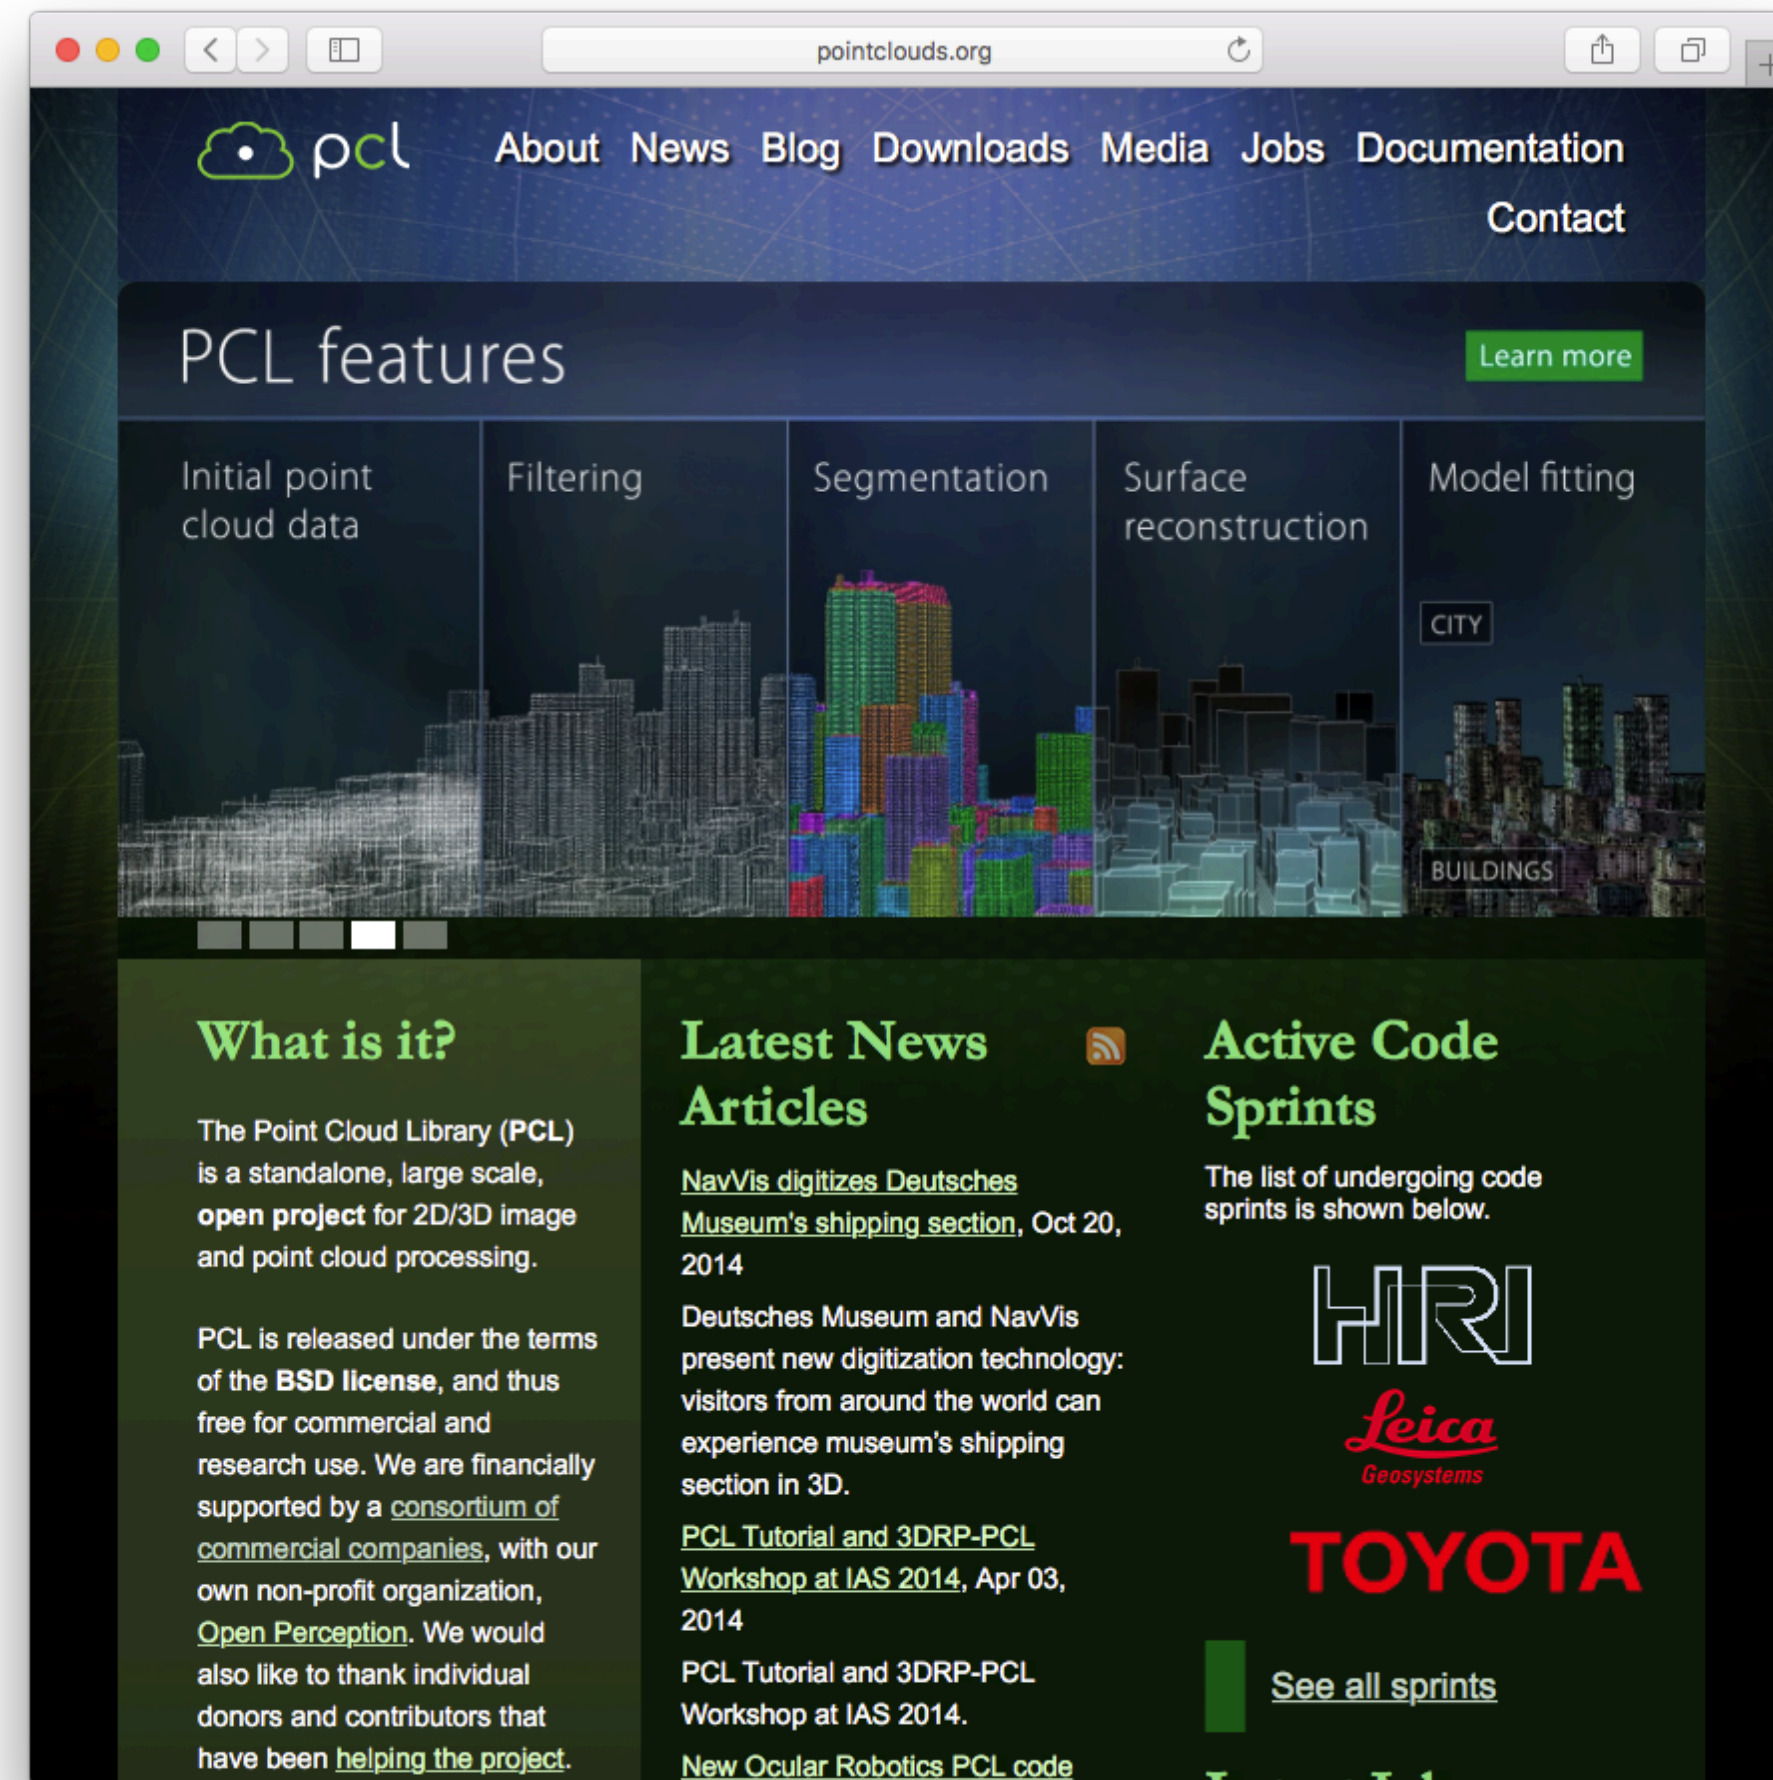 pointclouds.org
pcl
About News Blog Downloads Media Jobs Documentation
Contact
PCL features
Learn more
Initial point
cloud data
Filtering
Segmentation
Surface
reconstruction
Model fitting
CITY
BUILDINGS
What is it?
The Point Cloud Library (PCL)
is a standalone, large scale,
open project for 2D/3D image
and point cloud processing.
PCL is released under the terms
of the BSD license, and thus
free for commercial and
research use. We are financially
supported by a consortium of
commercial companies, with our
own non-profit organization,
Open Perception. We would
also like to thank individual
donors and contributors that
have been helping the project.
Latest News
Articles
NavVis digitizes Deutsches
Museum's shipping section, Oct 20,
2014
Deutsches Museum and NavVis
present new digitization technology:
visitors from around the world can
experience museum's shipping
section in 3D.
PCL Tutorial and 3DRP-PCL
Workshop at IAS 2014, Apr 03,
2014
PCL Tutorial and 3DRP-PCL
Workshop at IAS 2014.
New Ocular Robotics PCL code
Active Code
Sprints
The list of undergoing code
sprints is shown below.
HRI
Leica
Geosystems
TOYOTA
See all sprints